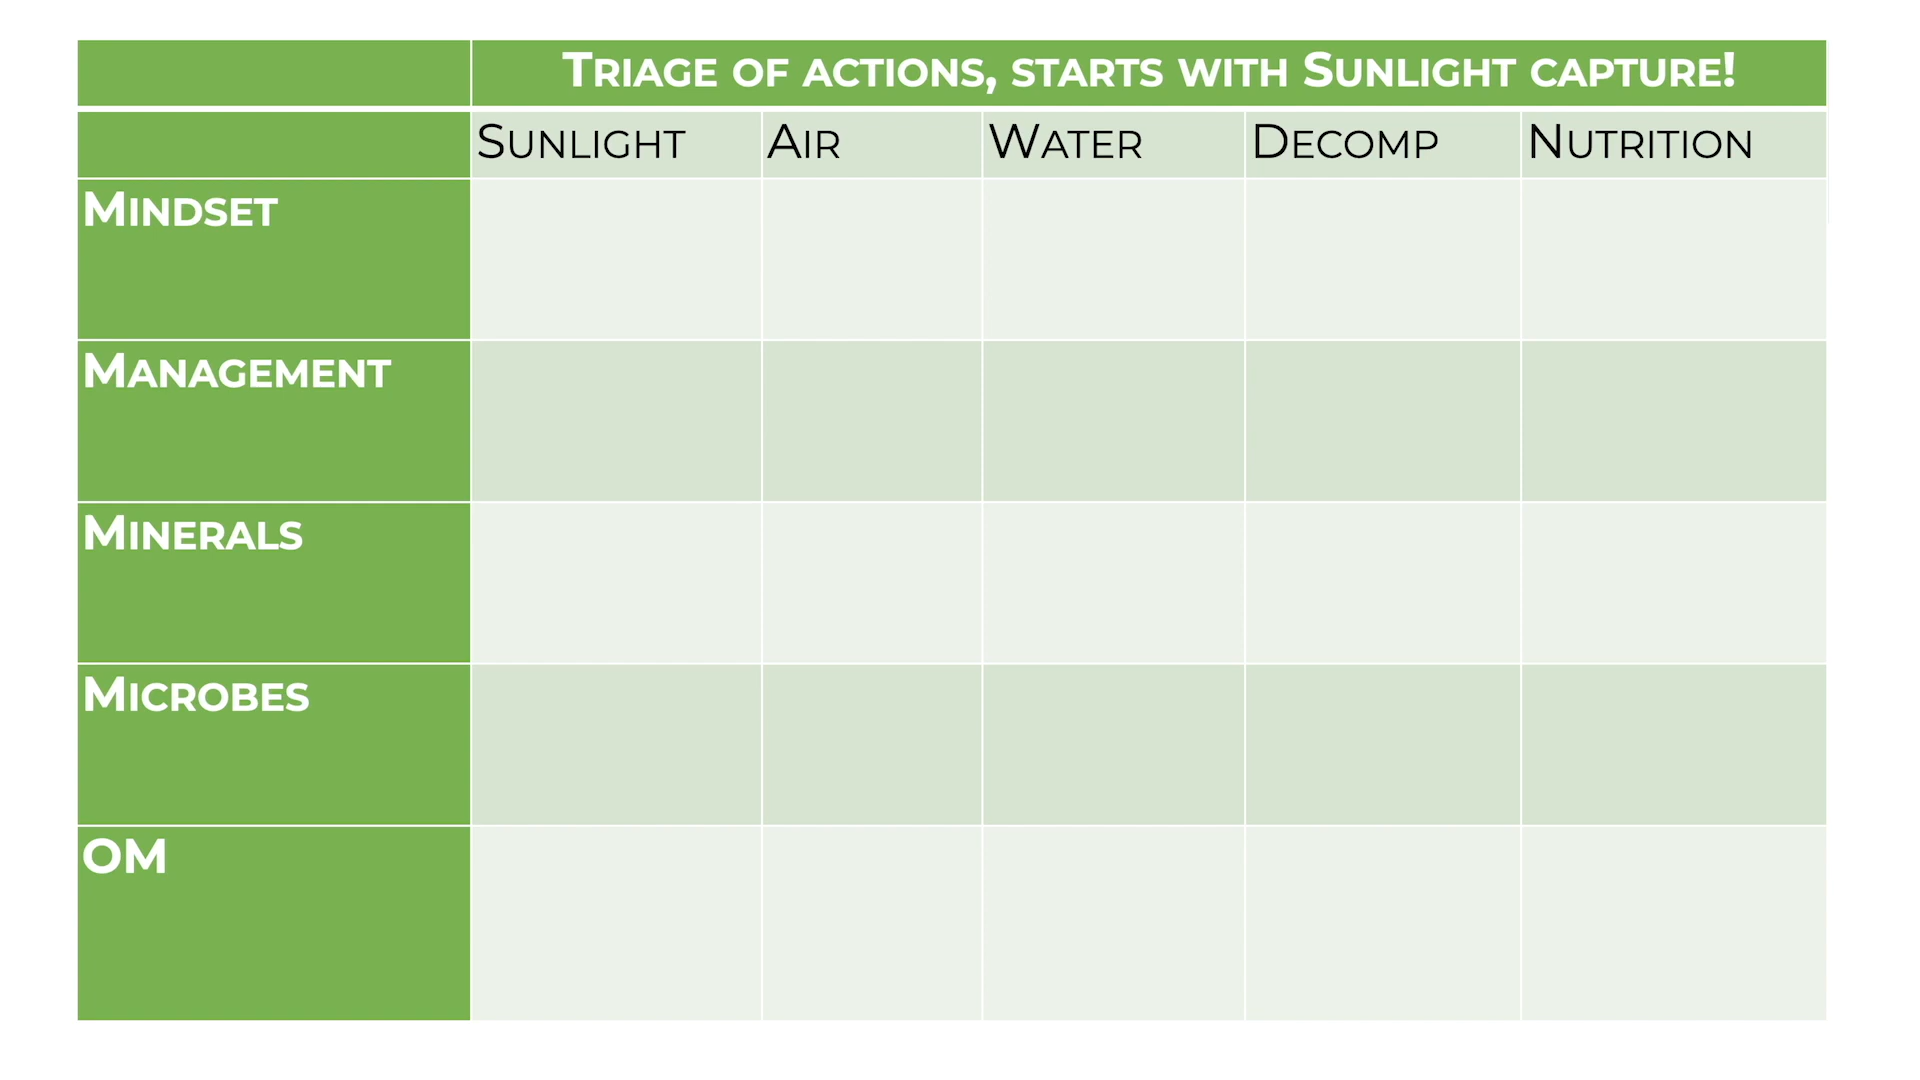 Triage of actions, starts with Sunlight capture!
Sunlight Air Water Decomp Nutrition
Mindset
Management
Minerals
Microbes
OM